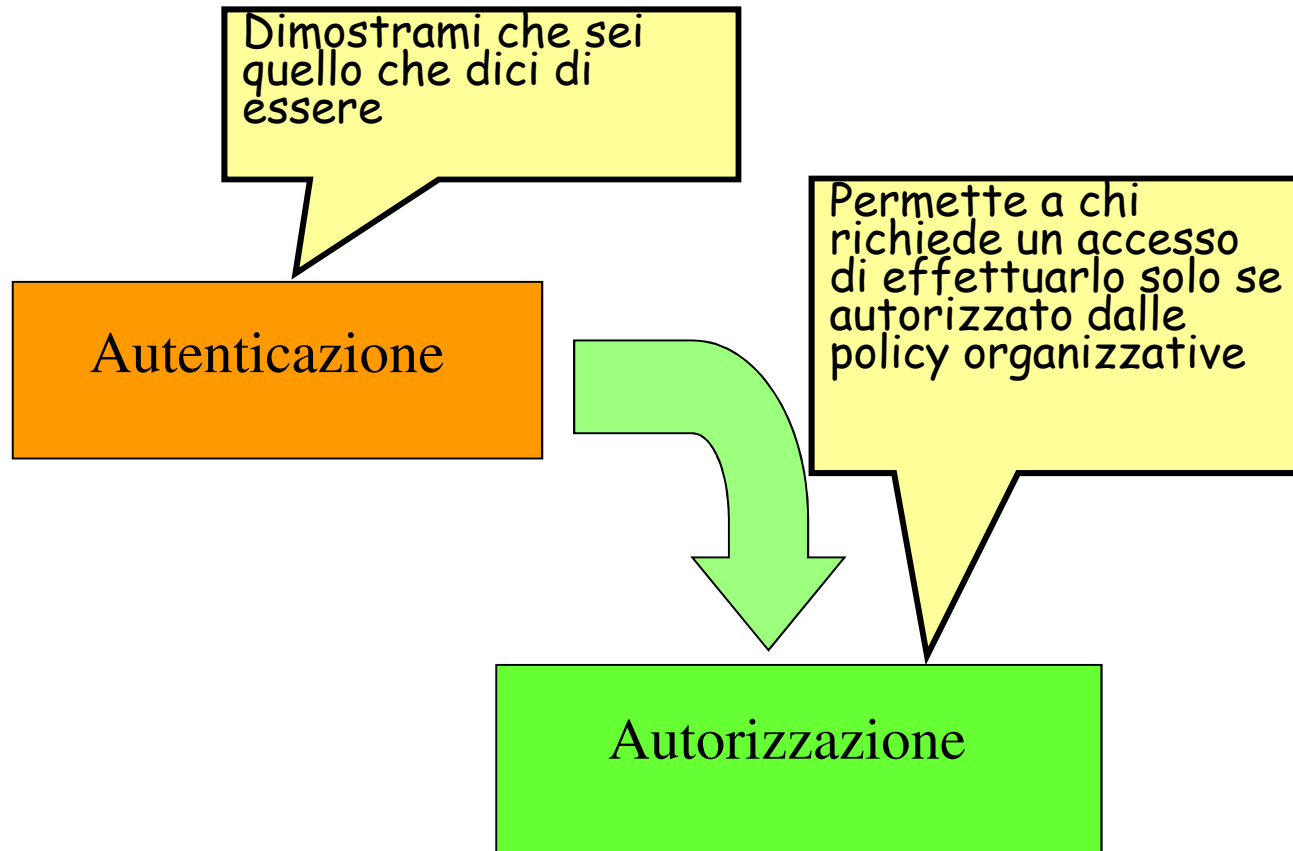 Dimostrami che sei
quello che dici di
essere
Permette a chi
richiede un accesso
di effettuarlo solo se
autorizzato dalle
policy organizzative
Autenticazione
Autorizzazione